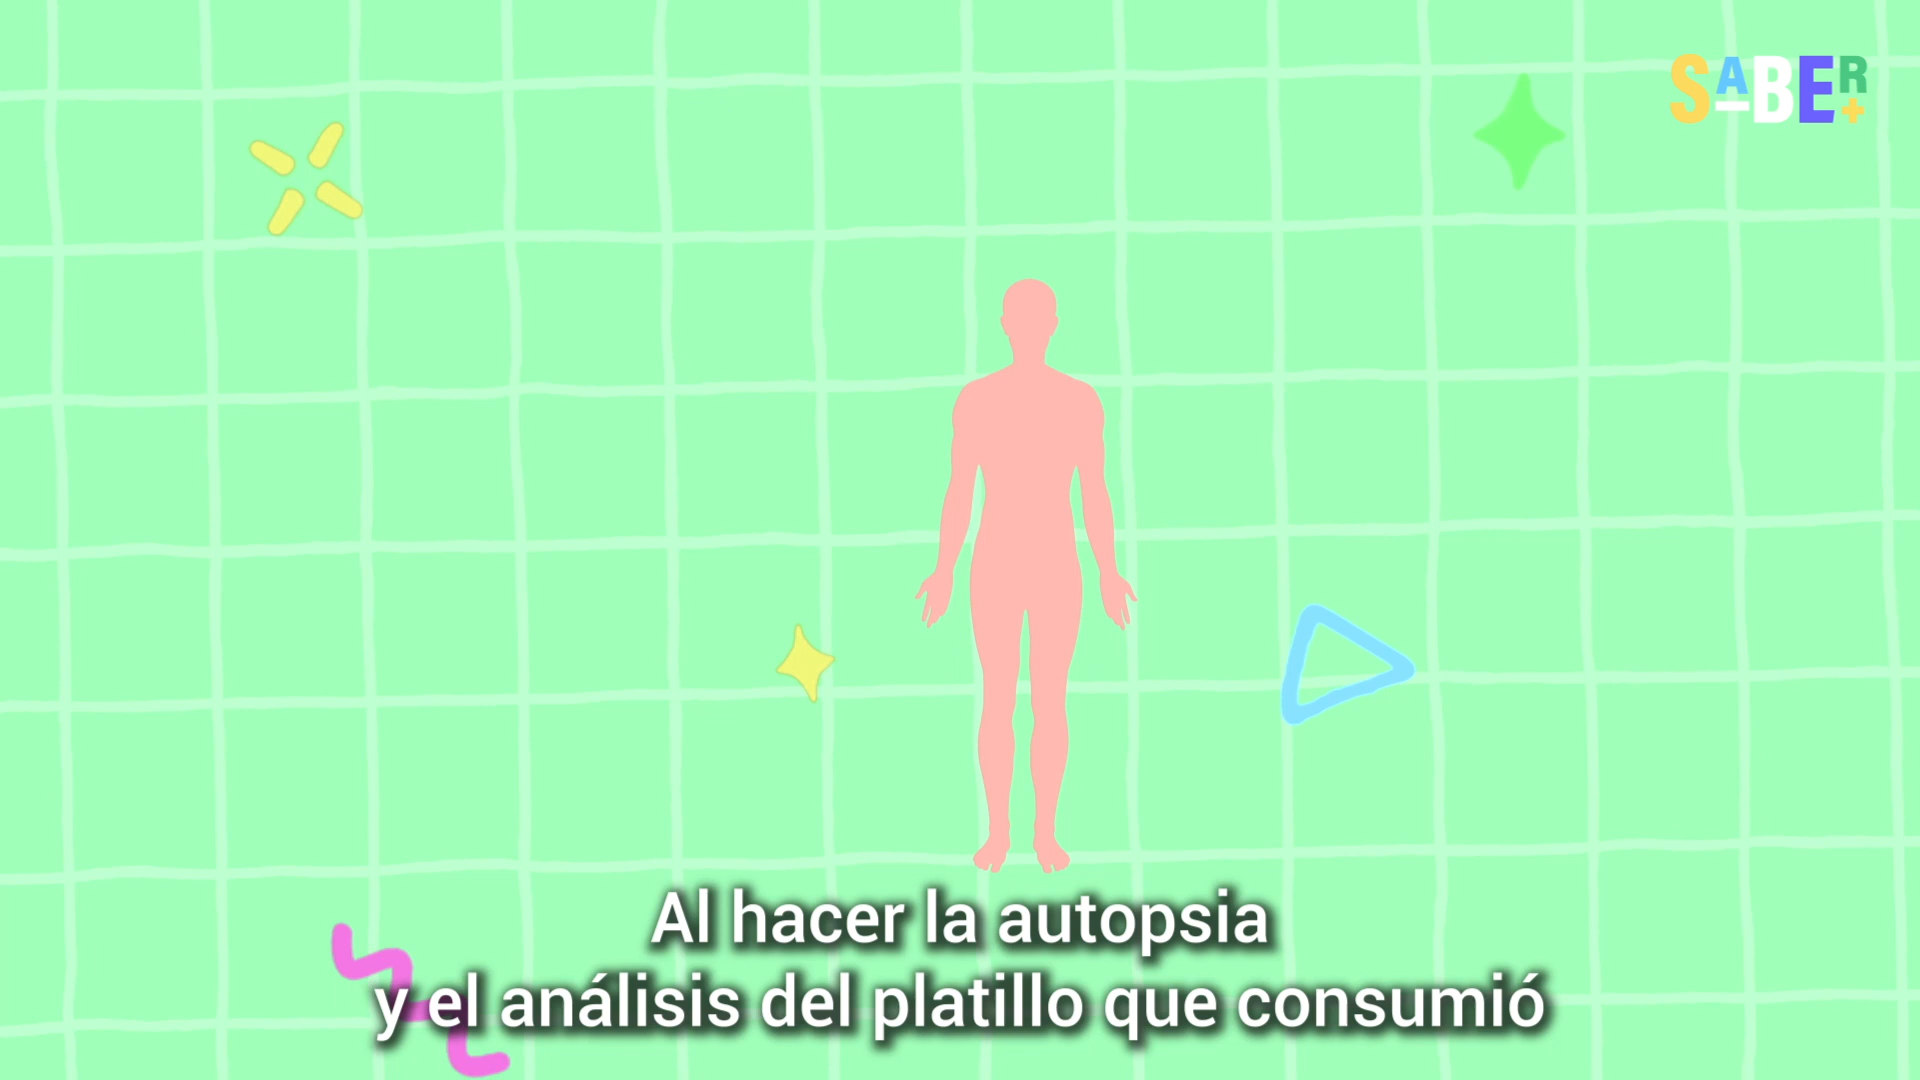 SABER+
Al hacer la autopsia
y el análisis del platillo que consumió